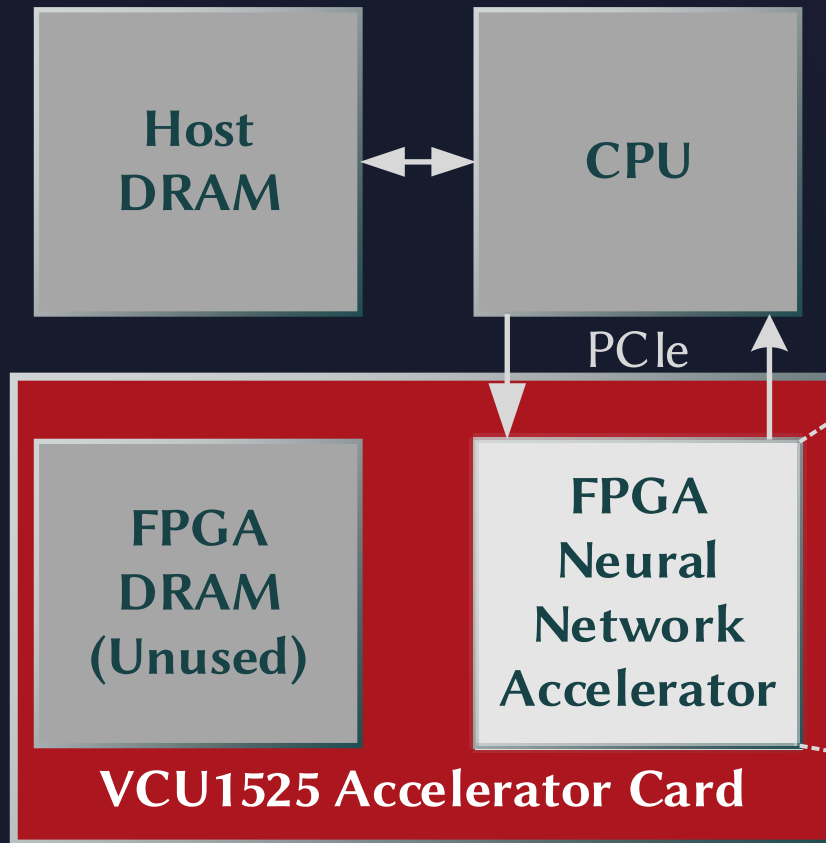 Host
DRAM
CPU
PCIe
FPGA
DRAM
(Unused)
FPGA
Neural
Network
Accelerator
VCU1525 Accelerator Card